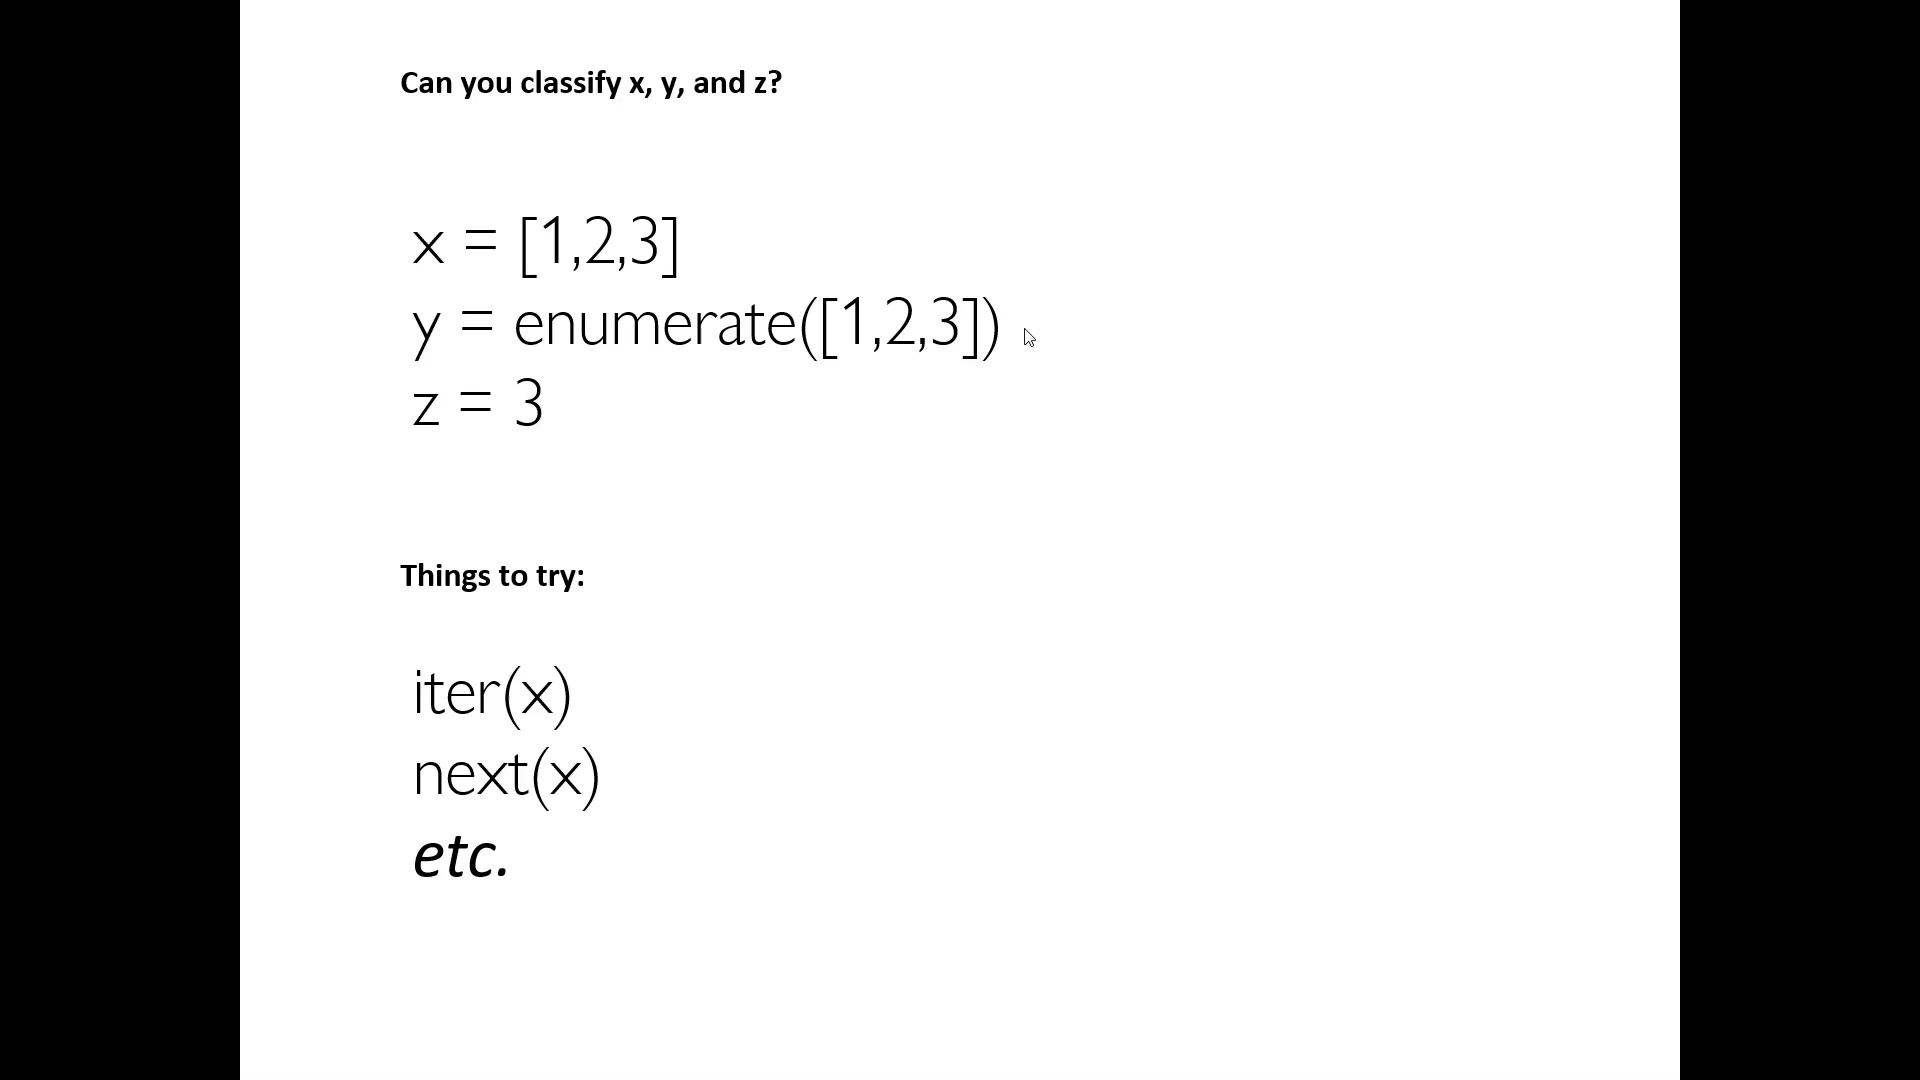 Can you classify x, y, and z?
x = [1,2,3]
y = enumerate([1,2,3])
z = 3
Things to try:
iter(x)
next(x)
etc.